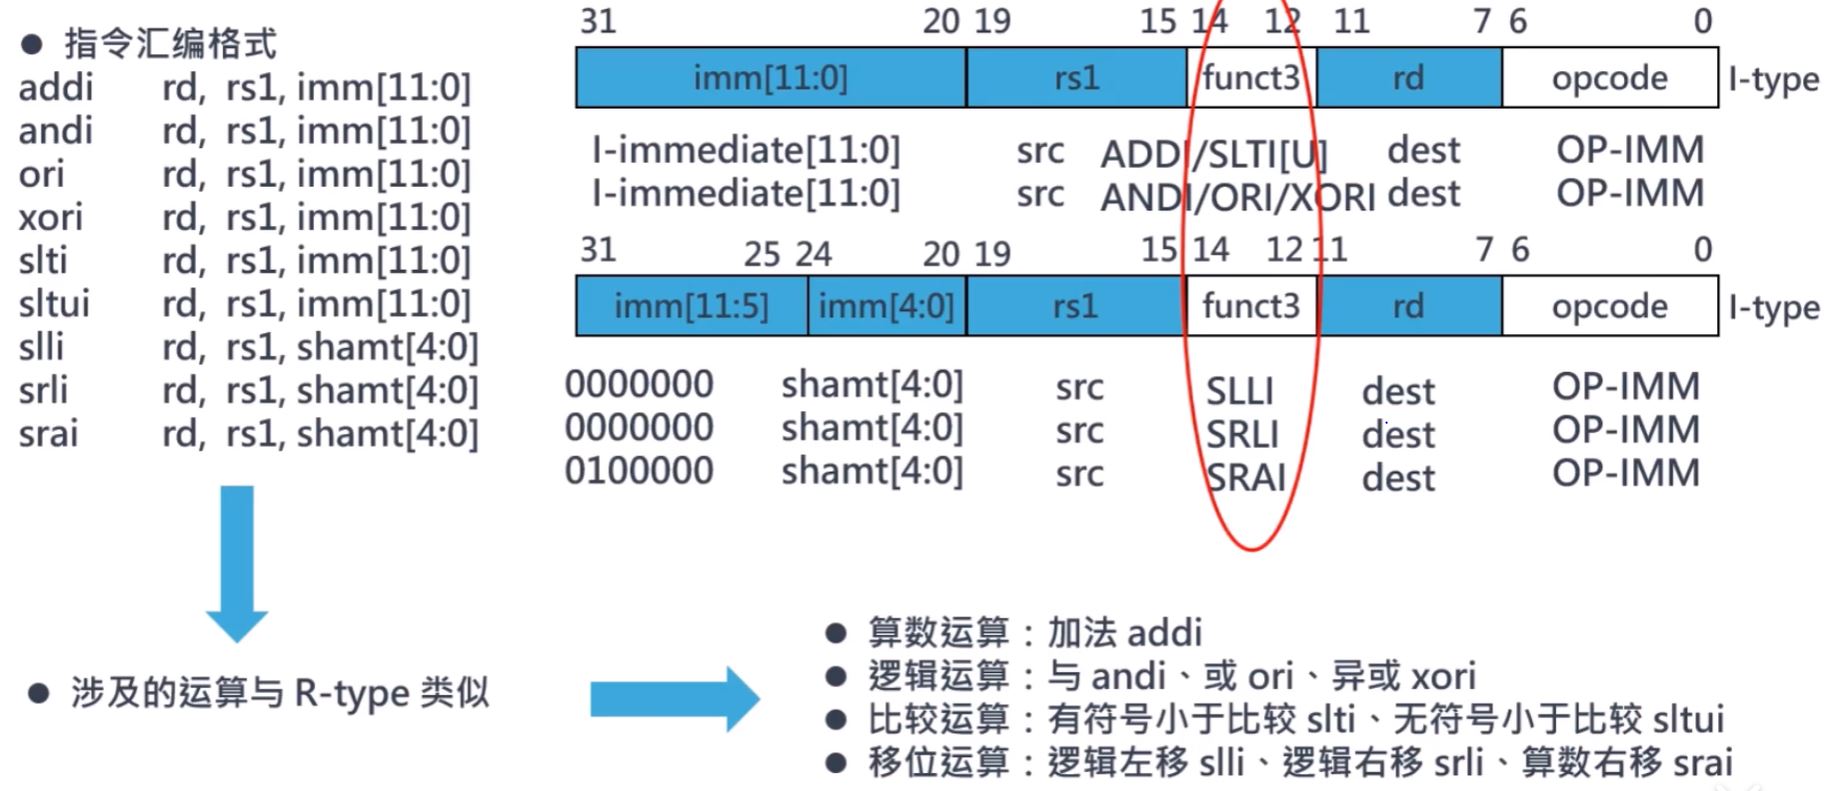 ● 指令汇编格式
addi rd, rs1, imm[11:0]
andi rd, rs1, imm[11:0]
ori rd, rs1, imm[11:0]
xori rd, rs1, imm[11:0]
slti rd, rs1, imm[11:0]
sltui rd, rs1, imm[11:0]
slli rd, rs1, shamt[4:0]
srli rd, rs1, shamt[4:0]
srai rd, rs1, shamt[4:0]
● 涉及的运算与 R-type 类似
31 20 19 15 14 12 11 7 6 0
imm[11:0] rs1 funct3 rd opcode I-type
I-immediate[11:0] src ADDI/SLTI[U] dest OP-IMM
I-immediate[11:0] src ANDI/ORI/XORI dest OP-IMM
31 25 24 20 19 15 14 12 11 7 6 0
imm[11:5] imm[4:0] rs1 funct3 rd opcode I-type
0000000 shamt[4:0] src SLLI dest OP-IMM
0000000 shamt[4:0] src SRLI dest OP-IMM
0100000 shamt[4:0] src SRAI dest OP-IMM
● 算数运算：加法 addi
● 逻辑运算：与 andi、或 ori、异或 xori
● 比较运算：有符号小于比较 slti、无符号小于比较 sltui
● 移位运算：逻辑左移 slli、逻辑右移 srli、算数右移 srai